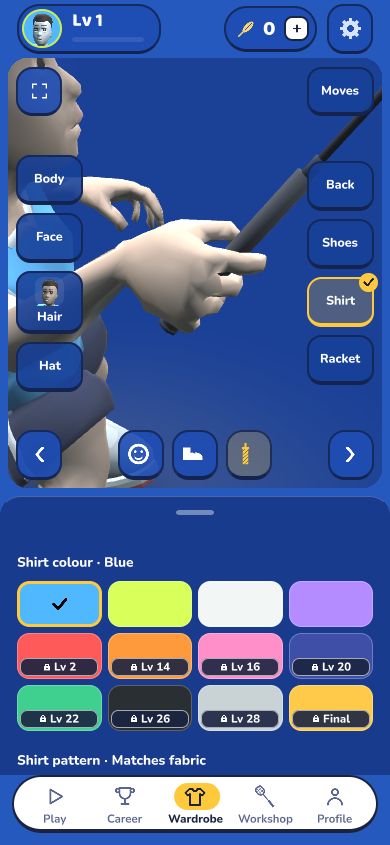 Lv 1
0
+
Moves
Body
Back
Face
Shoes
Shirt
Hair
Hat
Racket
Shirt colour · Blue
Lv 2
Lv 14
Lv 16
Lv 20
Lv 22
Lv 26
Lv 28
Final
Shirt pattern · Matches fabric
Play
Career
Wardrobe
Workshop
Profile